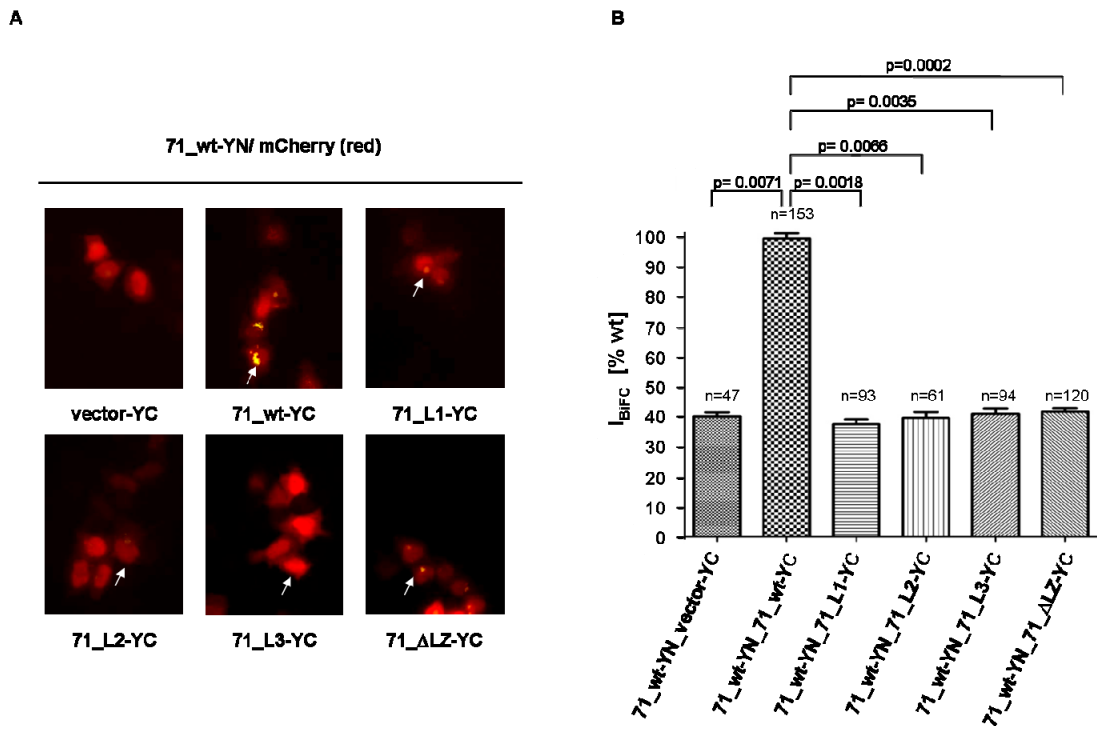 A
71_wt-YN/ mCherry (red)
vector-YC
71_wt-YC
71_L1-YC
71_L2-YC
71_L3-YC
71_ΔLZ-YC
B
p=0.0002
p= 0.0035
p= 0.0066
p= 0.0071
p= 0.0018
n=153
n=47
n=93
n=61
n=94
n=120
I_BiFC [% wt]
100
90
80
70
60
50
40
30
20
10
0
71_wt-YN_vector-YC
71_wt-YN_71_wt-YC
71_wt-YN_71_L1-YC
71_wt-YN_71_L2-YC
71_wt-YN_71_L3-YC
71_wt-YN_71_ΔLZ-YC